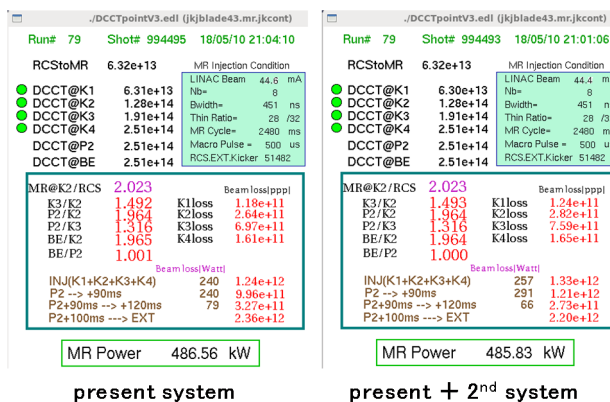 ./DCCTpointV3.edl (jkjblade43.mr.jkcont)
Run# 79 Shot# 994495 18/05/10 21:04:10
RCStoMR 6.32e+13 MR Injection Condition
DCCT@K1 6.31e+13 LINAC Beam 44.6 mA
DCCT@K2 1.28e+14 Nb= 8
DCCT@K3 1.91e+14 Bwidth= 451 ns
DCCT@K4 2.51e+14 Thin Ratio= 28 /32
MR Cycle= 2480 ms
DCCT@P2 2.51e+14 Macro Pulse = 500 us
DCCT@BE 2.51e+14 RCS.EXT.Kicker 51482
MR@K2/RCS 2.023 Beam loss[ppp]
K3/K2 1.492 K1loss 1.18e+11
P2/K2 1.964 K2loss 2.64e+11
P2/K3 1.316 K3loss 6.97e+11
BE/K2 1.965 K4loss 1.61e+11
BE/P2 1.000
Beam loss[Watt]
INJ(K1+K2+K3+K4) 240 1.24e+12
P2 --> +90ms 240 9.96e+11
P2+90ms --> +120ms 79 3.27e+11
P2+100ms ---> EXT 2.36e+12
MR Power 486.56 kW
present system
./DCCTpointV3.edl (jkjblade43.mr.jkcont)
Run# 79 Shot# 994493 18/05/10 21:01:06
RCStoMR 6.32e+13 MR Injection Condition
DCCT@K1 6.30e+13 LINAC Beam 44.4 m
DCCT@K2 1.28e+14 Nb= 8
DCCT@K3 1.91e+14 Bwidth= 451 ns
DCCT@K4 2.51e+14 Thin Ratio= 28 /32
MR Cycle= 2480 ms
DCCT@P2 2.51e+14 Macro Pulse = 500 us
DCCT@BE 2.51e+14 RCS.EXT.Kicker 51482
MR@K2/RCS 2.023 Beam loss[ppp]
K3/K2 1.493 K1loss 1.24e+11
P2/K2 1.964 K2loss 2.82e+11
P2/K3 1.316 K3loss 7.59e+11
BE/K2 1.964 K4loss 1.65e+11
BE/P2 1.000
Beam loss[Watt]
INJ(K1+K2+K3+K4) 257 1.33e+12
P2 --> +90ms 291 1.21e+12
P2+90ms --> +120ms 66 2.73e+11
P2+100ms ---> EXT 2.20e+12
MR Power 485.83 kW
present + 2nd system